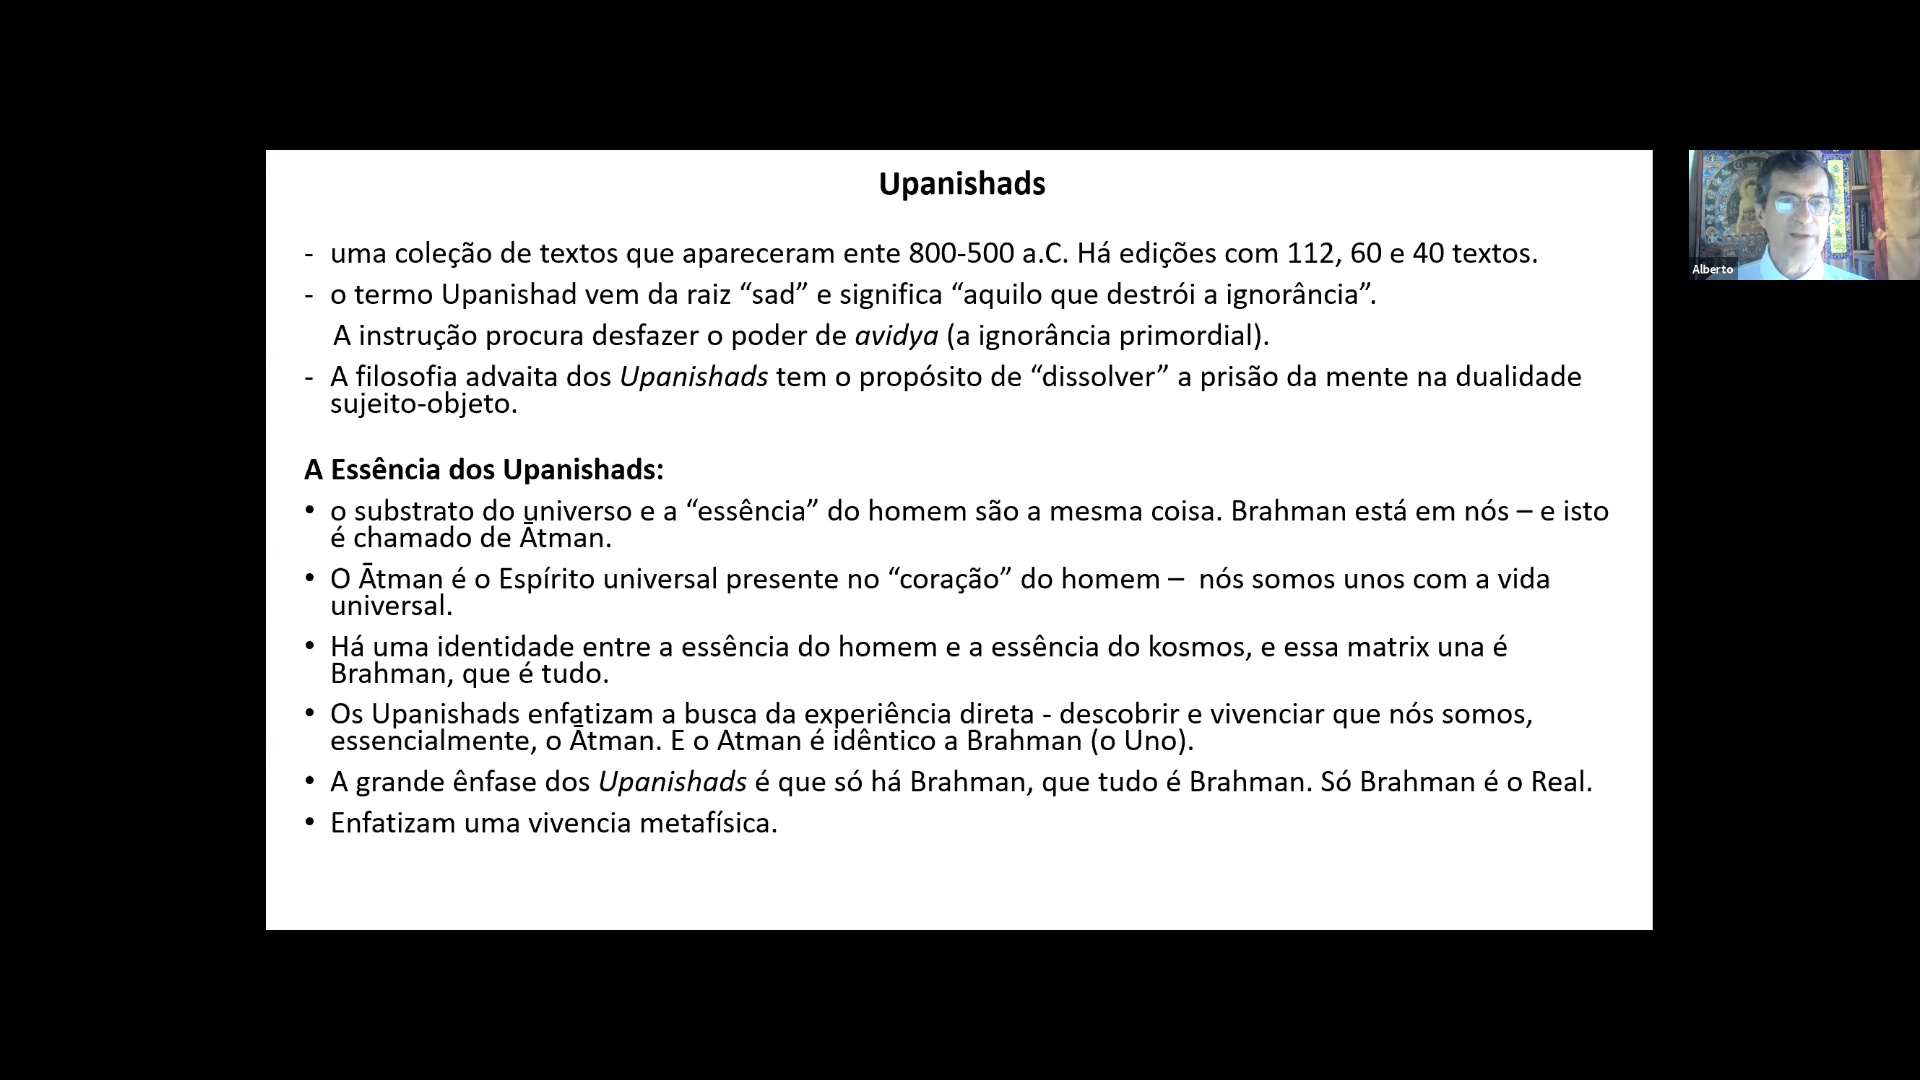 Upanishads
- uma coleção de textos que apareceram ente 800-500 a.C. Há edições com 112, 60 e 40 textos.
- o termo Upanishad vem da raiz “sad” e significa “aquilo que destrói a ignorância”.
A instrução procura desfazer o poder de avidya (a ignorância primordial).
- A filosofia advaita dos Upanishads tem o propósito de “dissolver” a prisão da mente na dualidade
sujeito-objeto.
A Essência dos Upanishads:
• o substrato do universo e a “essência” do homem são a mesma coisa. Brahman está em nós – e isto
é chamado de Ātman.
• O Ātman é o Espírito universal presente no “coração” do homem – nós somos unos com a vida
universal.
• Há uma identidade entre a essência do homem e a essência do kosmos, e essa matrix una é
Brahman, que é tudo.
• Os Upanishads enfatizam a busca da experiência direta - descobrir e vivenciar que nós somos,
essencialmente, o Ātman. E o Atman é idêntico a Brahman (o Uno).
• A grande ênfase dos Upanishads é que só há Brahman, que tudo é Brahman. Só Brahman é o Real.
• Enfatizam uma vivencia metafísica.
Alberto